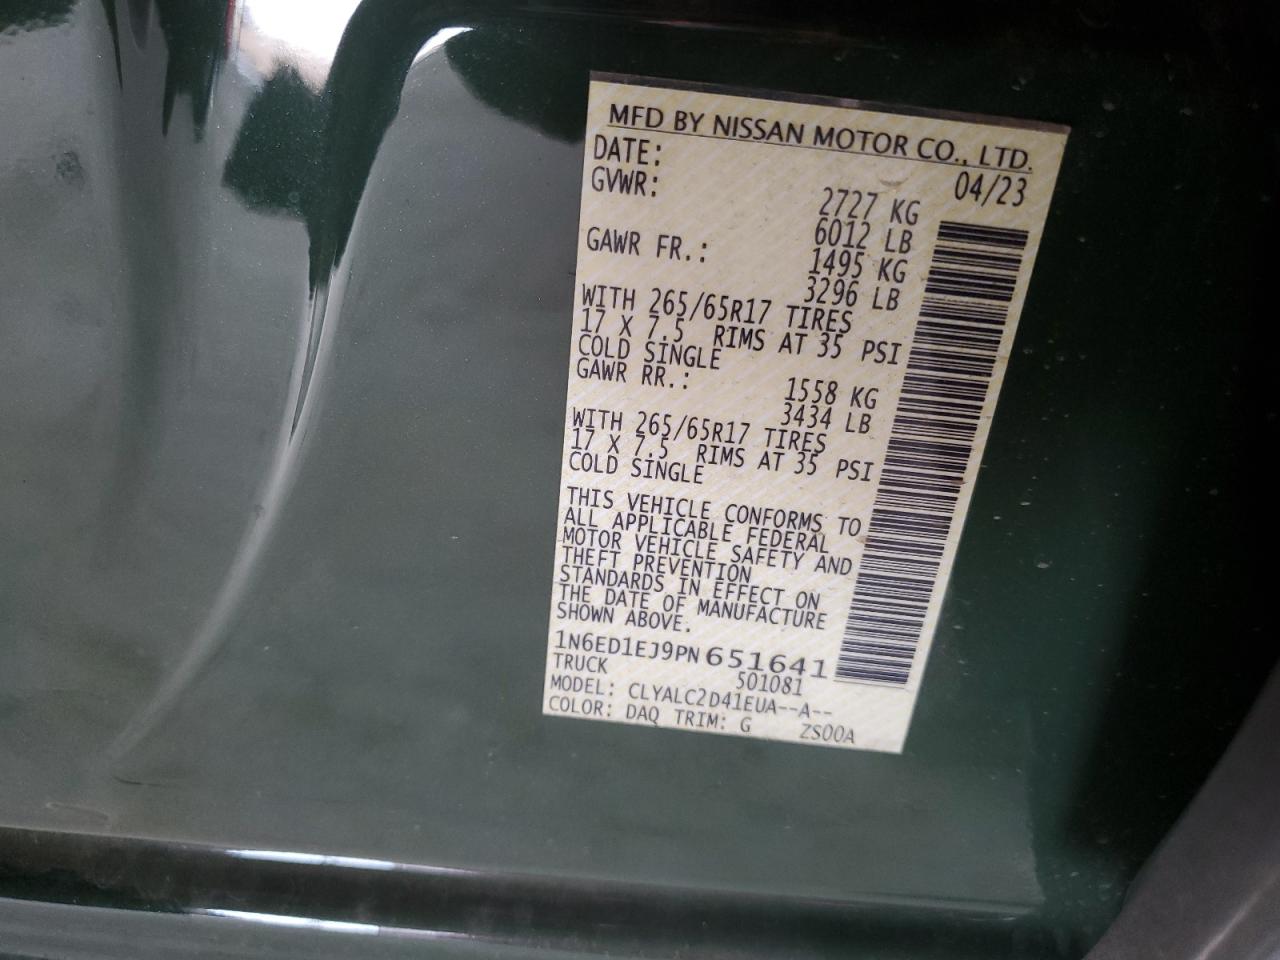 MFD BY NISSAN MOTOR CO., LTD.
DATE: 04/23
GVWR: 2727 KG
6012 LB
GAWR FR.: 1495 KG
3296 LB
WITH 265/65R17 TIRES
17 X 7.5 RIMS AT 35 PSI
COLD SINGLE
GAWR RR.: 1558 KG
3434 LB
WITH 265/65R17 TIRES
17 X 7.5 RIMS AT 35 PSI
COLD SINGLE
THIS VEHICLE CONFORMS TO
ALL APPLICABLE FEDERAL
MOTOR VEHICLE SAFETY AND
THEFT PREVENTION
STANDARDS IN EFFECT ON
THE DATE OF MANUFACTURE
SHOWN ABOVE.
1N6ED1EJ9PN651641
TRUCK 501081
MODEL: CLYALC2D41EUA--A--
COLOR: DAQ TRIM: G ZS00A